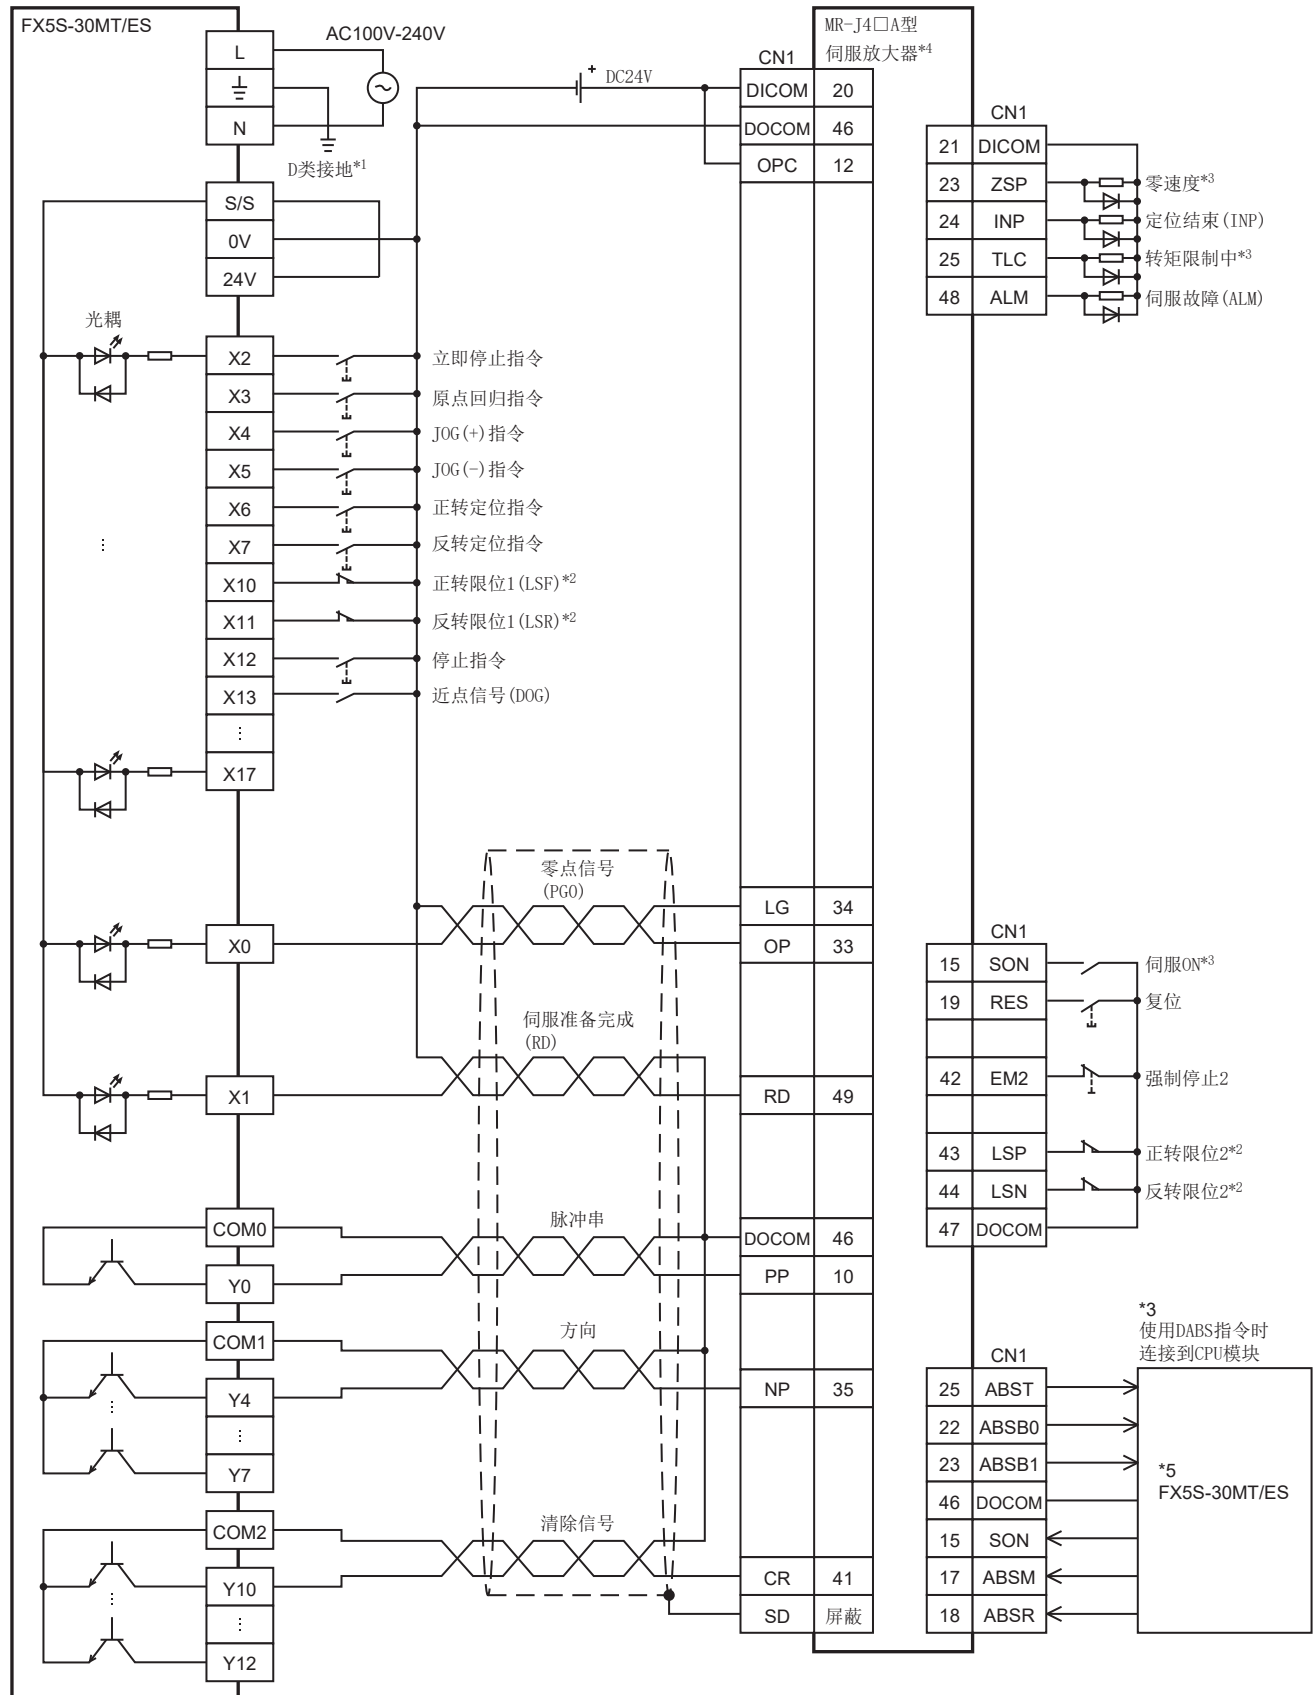 FX5S-30MT/ES
L
N
AC100V-240V
D类接地*1
S/S
0V
24V
光耦
X2 立即停止指令
X3 原点回归指令
X4 JOG(+)指令
X5 JOG(-)指令
X6 正转定位指令
X7 反转定位指令
X10 正转限位1(LSF)*2
X11 反转限位1(LSR)*2
X12 停止指令
X13 近点信号(DOG)
X17
X0
X1
COM0
Y0
COM1
Y4
Y7
COM2
Y10
Y12
+ DC24V
零点信号
(PG0)
伺服准备完成
(RD)
脉冲串
方向
清除信号
MR-J4□A型
伺服放大器*4
CN1
DICOM 20
DOCOM 46
OPC 12
LG 34
OP 33
RD 49
DOCOM 46
PP 10
NP 35
CR 41
SD 屏蔽
CN1
21 DICOM
23 ZSP 零速度*3
24 INP 定位结束(INP)
25 TLC 转矩限制中*3
48 ALM 伺服故障(ALM)
CN1
15 SON 伺服ON*3
19 RES 复位
42 EM2 强制停止2
43 LSP 正转限位2*2
44 LSN 反转限位2*2
47 DOCOM
*3
使用DABS指令时
连接到CPU模块
CN1
25 ABST
22 ABSB0
23 ABSB1
46 DOCOM
15 SON
17 ABSM
18 ABSR
*5
FX5S-30MT/ES